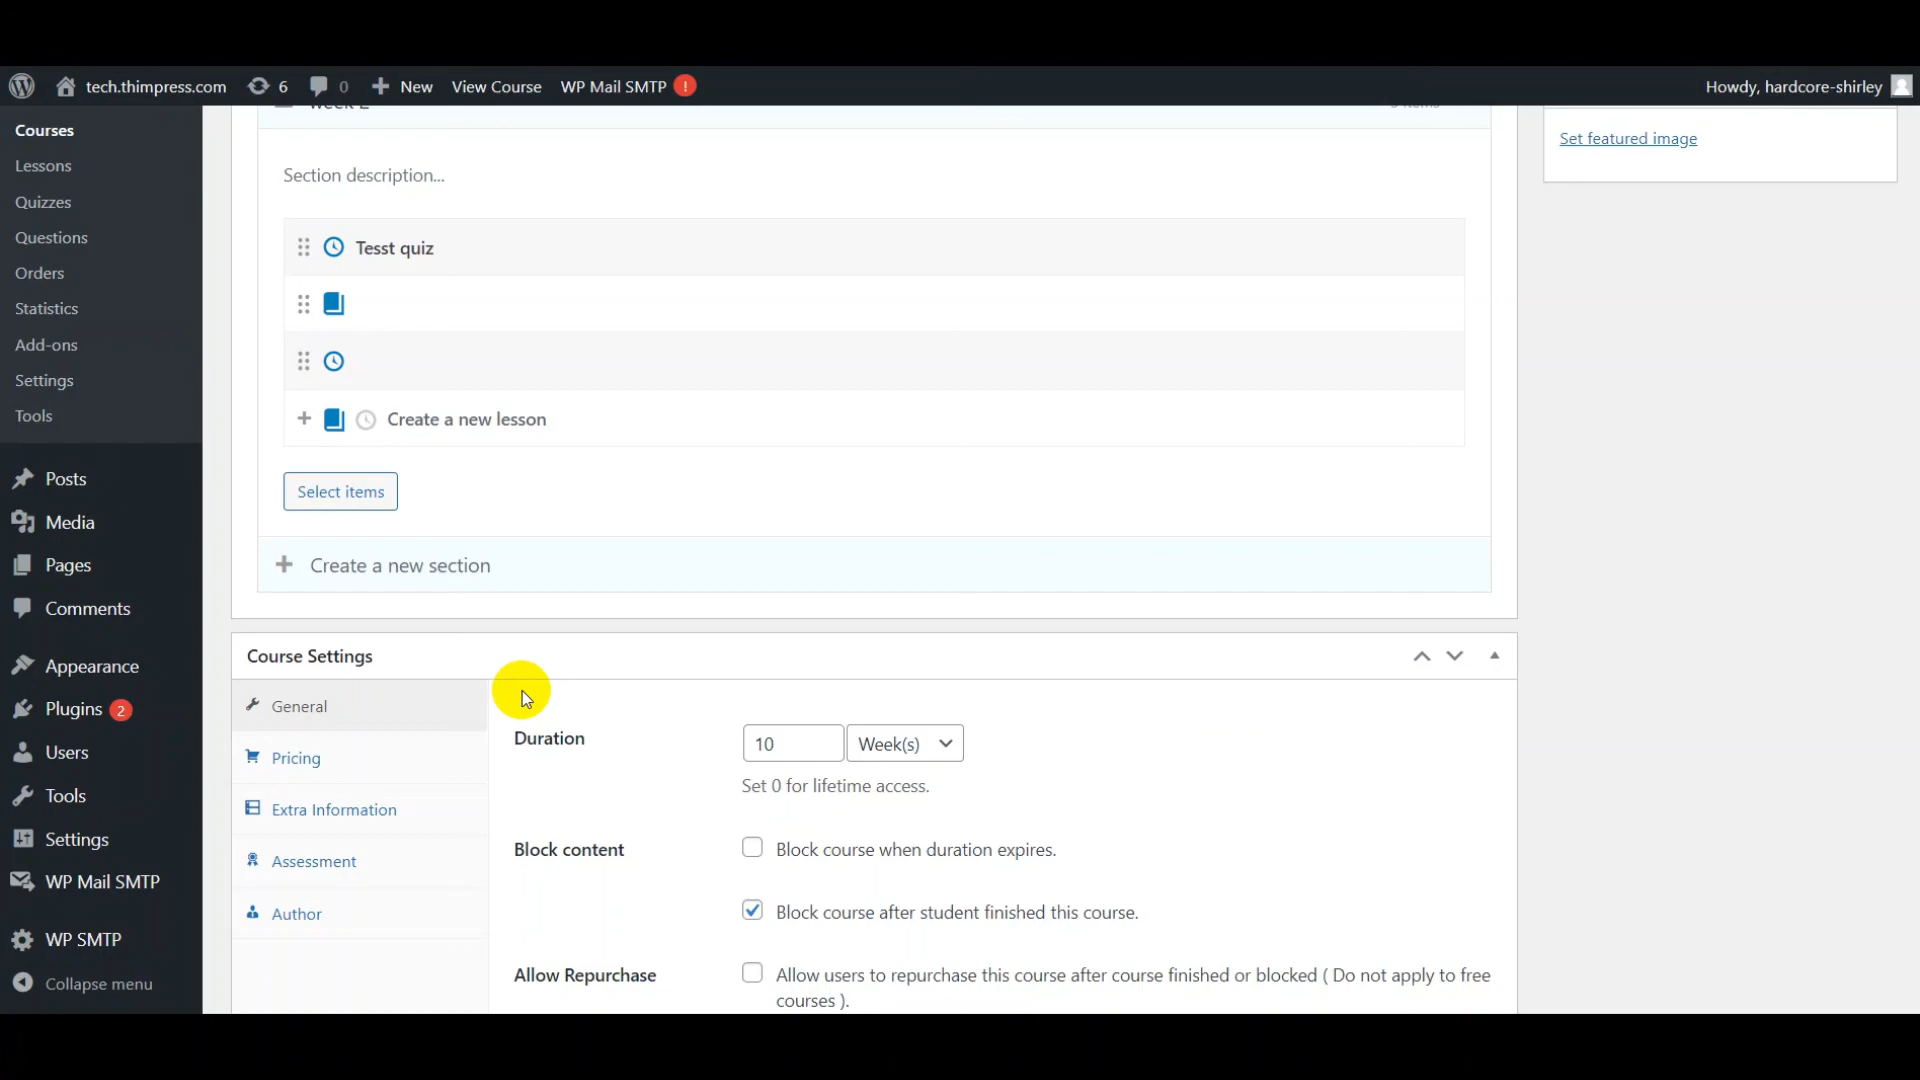 tech.thimpress.com 6 0 New View Course WP Mail SMTP ! Howdy, hardcore-shirley
Courses
Lessons
Quizzes
Questions
Orders
Statistics
Add-ons
Settings
Tools
Posts
Media
Pages
Comments
Appearance
Plugins 2
Users
Tools
Settings
WP Mail SMTP
WP SMTP
Collapse menu
Section description...
Tesst quiz
Create a new lesson
Select items
Create a new section
Course Settings
General
Pricing
Extra Information
Assessment
Author
Duration
10 Week(s)
Set 0 for lifetime access.
Block content
Block course when duration expires.
Block course after student finished this course.
Allow Repurchase
Allow users to repurchase this course after course finished or blocked ( Do not apply to free
courses ).
Set featured image